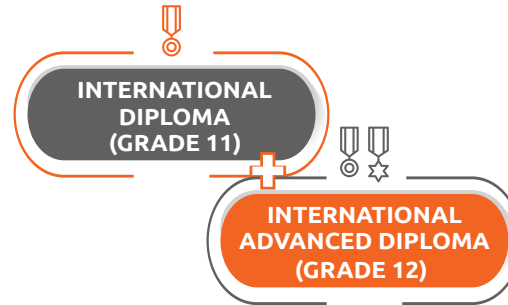 INTERNATIONAL
DIPLOMA
(GRADE 11)
INTERNATIONAL
ADVANCED DIPLOMA
(GRADE 12)